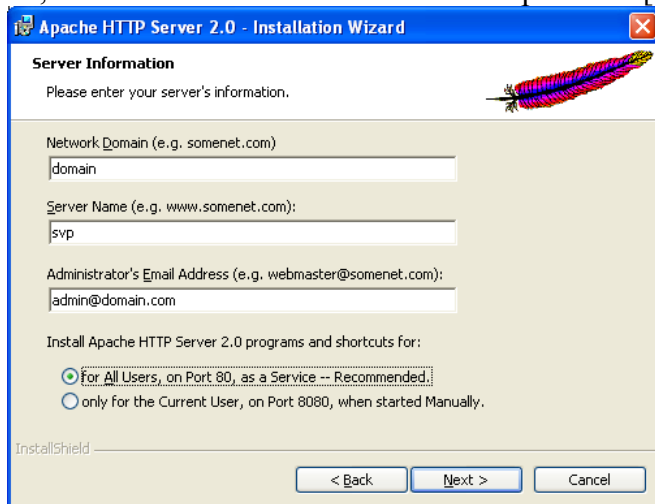 Apache HTTP Server 2.0 - Installation Wizard
Server Information
Please enter your server's information.
Network Domain (e.g. somenet.com)
domain
Server Name (e.g. www.somenet.com):
svp
Administrator's Email Address (e.g. webmaster@somenet.com):
admin@domain.com
Install Apache HTTP Server 2.0 programs and shortcuts for:
for All Users, on Port 80, as a Service -- Recommended.
only for the Current User, on Port 8080, when started Manually.
InstallShield
< Back Next > Cancel